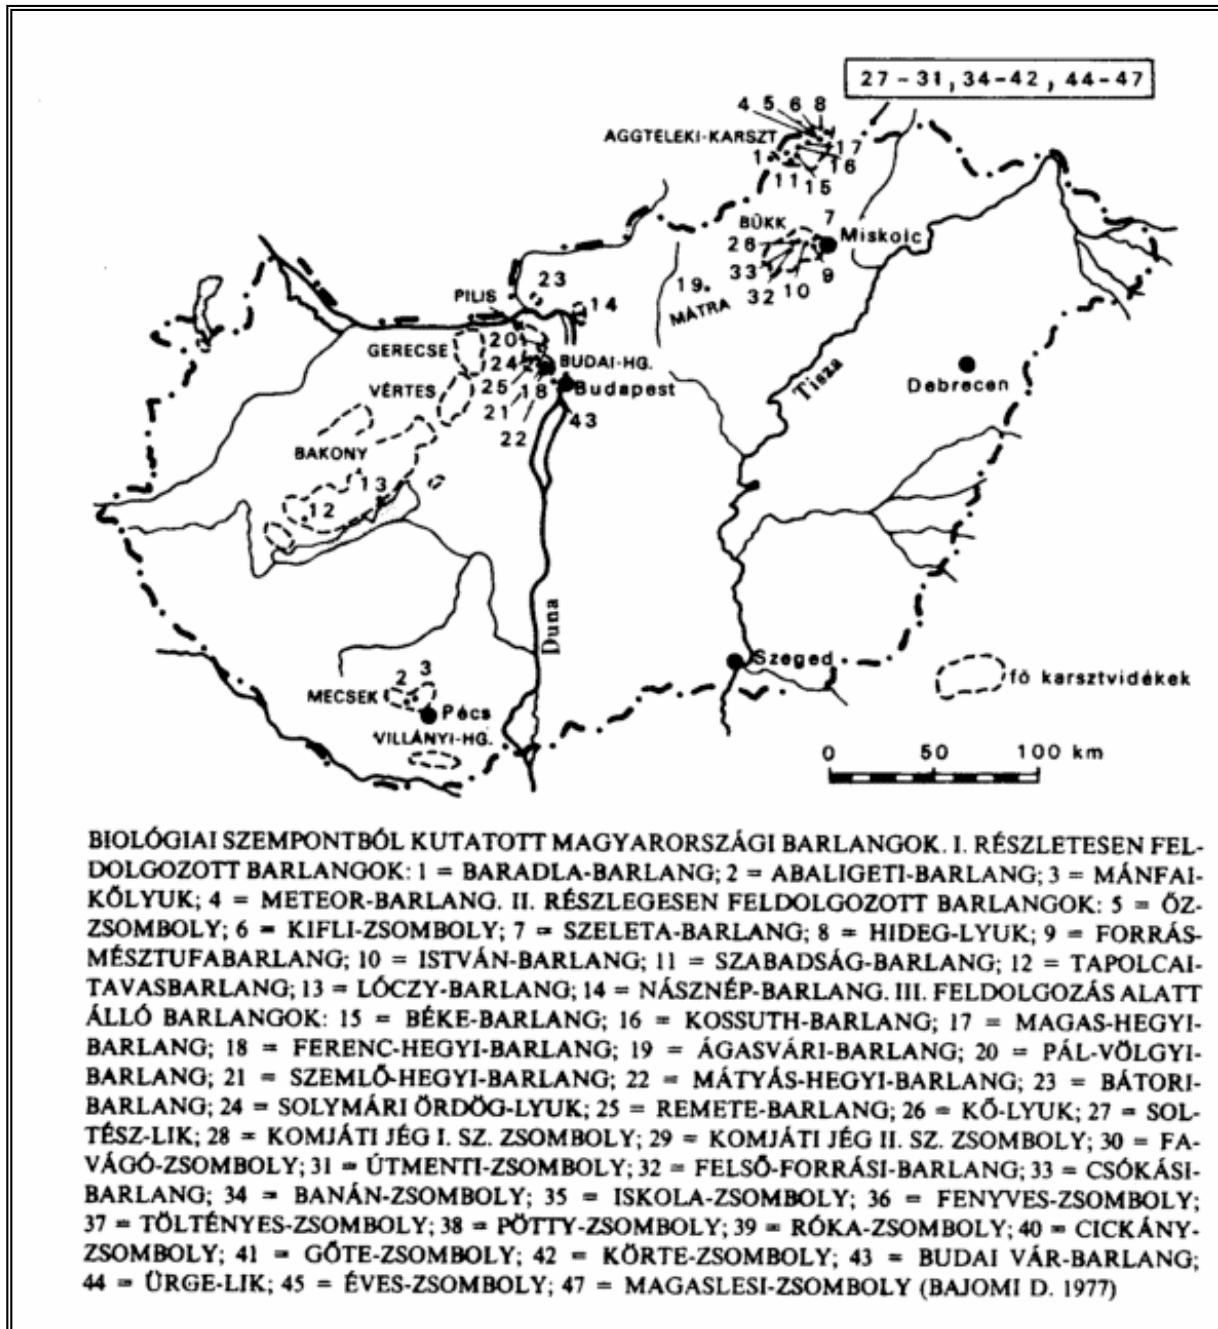 27-31, 34-42, 44-47
4 5 6 8
AGGTELEKI-KARSZT
1
17
16
11
15
7
BÜKK
Miskolc
26
33
9
32
10
19.
MÁTRA
23
PILIS
14
20
GERECSE
24
BUDAI-HG.
25
18
Budapest
VÉRTES
21
22
43
Tisza
Debrecen
BAKONY
13
12
Duna
Szeged
3
2
MECSEK
Pécs
VILLÁNYI-HG.
fő karsztvidékek
0 50 100 km
BIOLÓGIAI SZEMPONTBÓL KUTATOTT MAGYARORSZÁGI BARLANGOK. I. RÉSZLETESEN FEL-
DOLGOZOTT BARLANGOK: 1 = BARADLA-BARLANG; 2 = ABALIGETI-BARLANG; 3 = MÁNFAI-
KŐLYUK; 4 = METEOR-BARLANG. II. RÉSZLEGESEN FELDOLGOZOTT BARLANGOK: 5 = ŐZ-
ZSOMBOLY; 6 = KIFLI-ZSOMBOLY; 7 = SZELETA-BARLANG; 8 = HIDEG-LYUK; 9 = FORRÁS-
MÉSZTUFABARLANG; 10 = ISTVÁN-BARLANG; 11 = SZABADSÁG-BARLANG; 12 = TAPOLCAI-
TAVASBARLANG; 13 = LÓCZY-BARLANG; 14 = NÁSZNÉP-BARLANG. III. FELDOLGOZÁS ALATT
ÁLLÓ BARLANGOK: 15 = BÉKE-BARLANG; 16 = KOSSUTH-BARLANG; 17 = MAGAS-HEGYI-
BARLANG; 18 = FERENC-HEGYI-BARLANG; 19 = ÁGASVÁRI-BARLANG; 20 = PÁL-VÖLGYI-
BARLANG; 21 = SZEMLŐ-HEGYI-BARLANG; 22 = MÁTYÁS-HEGYI-BARLANG; 23 = BÁTORI-
BARLANG; 24 = SOLYMÁRI ÖRDÖG-LYUK; 25 = REMETE-BARLANG; 26 = KŐ-LYUK; 27 = SOL-
TÉSZ-LIK; 28 = KOMJÁTI JÉG I. SZ. ZSOMBOLY; 29 = KOMJÁTI JÉG II. SZ. ZSOMBOLY; 30 = FA-
VÁGÓ-ZSOMBOLY; 31 = ÚTMENTI-ZSOMBOLY; 32 = FELSŐ-FORRÁSI-BARLANG; 33 = CSÓKÁSI-
BARLANG; 34 = BANÁN-ZSOMBOLY; 35 = ISKOLA-ZSOMBOLY; 36 = FENYVES-ZSOMBOLY;
37 = TÖLTÉNYES-ZSOMBOLY; 38 = PÖTTY-ZSOMBOLY; 39 = RÓKA-ZSOMBOLY; 40 = CICKÁNY-
ZSOMBOLY; 41 = GŐTE-ZSOMBOLY; 42 = KÖRTE-ZSOMBOLY; 43 = BUDAI VÁR-BARLANG;
44 = ÜRGE-LIK; 45 = ÉVES-ZSOMBOLY; 47 = MAGASLESI-ZSOMBOLY (BAJOMI D. 1977)